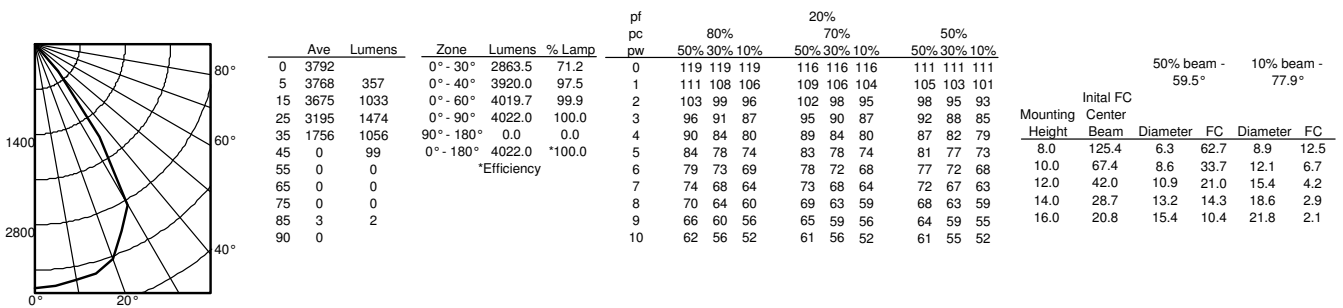 80°
60°
40°
20°
0°
1400
2800
Ave Lumens
0 3792
5 3768 357
15 3675 1033
25 3195 1474
35 1756 1056
45 0 99
55 0 0
65 0 0
75 0 0
85 3 2
90 0
Zone Lumens % Lamp
0° - 30° 2863.5 71.2
0° - 40° 3920.0 97.5
0° - 60° 4019.7 99.9
0° - 90° 4022.0 100.0
90° - 180° 0.0 0.0
0° - 180° 4022.0 *100.0
*Efficiency
pf 20%
pc 80% 70% 50%
pw 50% 30% 10% 50% 30% 10% 50% 30% 10%
0 119 119 119 116 116 116 111 111 111
1 111 108 106 109 106 104 105 103 101
2 103 99 96 102 98 95 98 95 93
3 96 91 87 95 90 87 92 88 85
4 90 84 80 89 84 80 87 82 79
5 84 78 74 83 78 74 81 77 73
6 79 73 69 78 72 68 77 72 68
7 74 68 64 73 68 64 72 67 63
8 70 64 60 69 63 59 68 63 59
9 66 60 56 65 59 56 64 59 55
10 62 56 52 61 56 52 61 55 52
50% beam - 10% beam -
59.5° 77.9°
Inital FC
Mounting Center
Height Beam Diameter FC Diameter FC
8.0 125.4 6.3 62.7 8.9 12.5
10.0 67.4 8.6 33.7 12.1 6.7
12.0 42.0 10.9 21.0 15.4 4.2
14.0 28.7 13.2 14.3 18.6 2.9
16.0 20.8 15.4 10.4 21.8 2.1